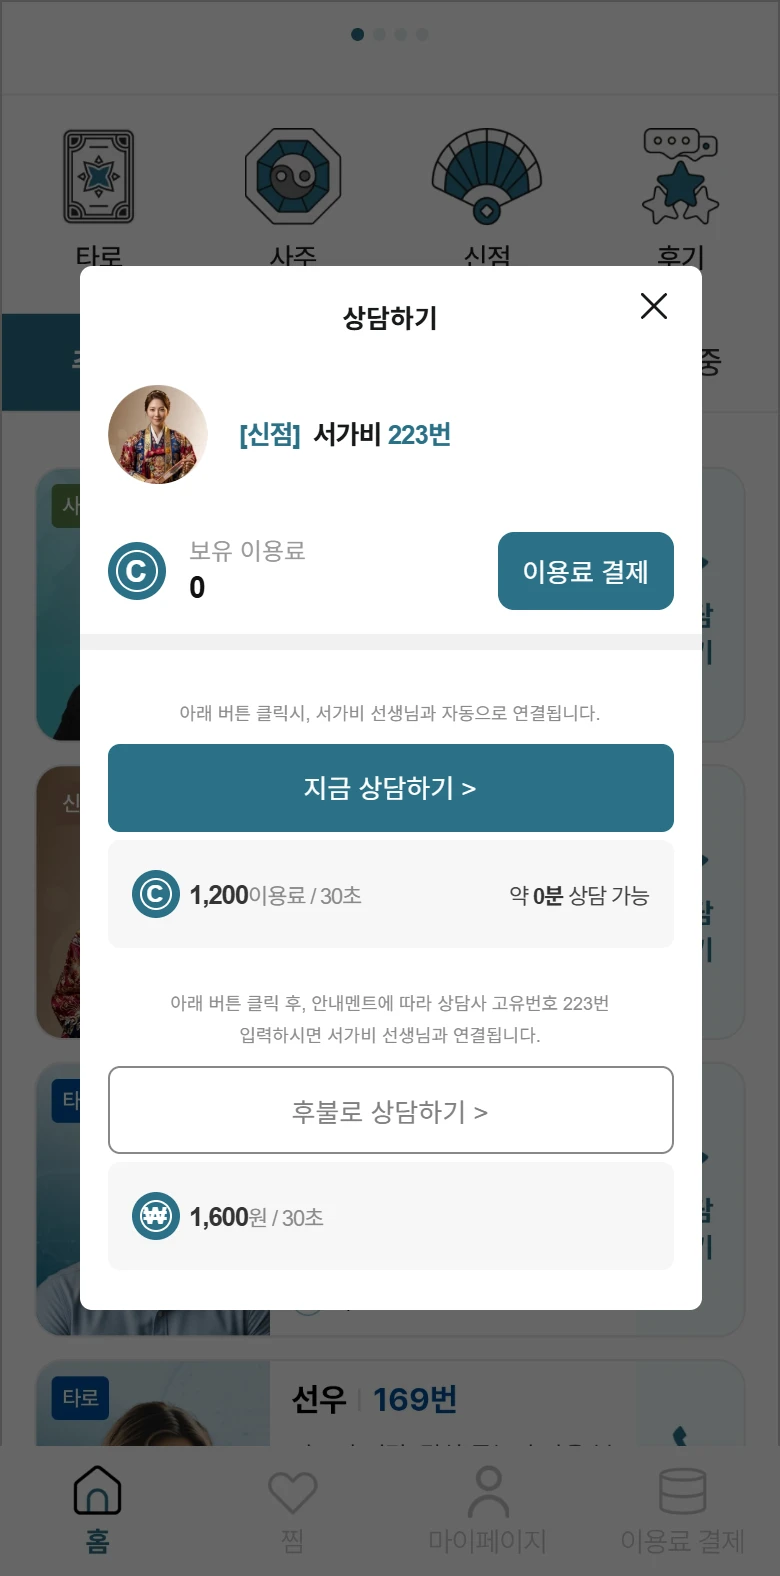 타로
사주
신점
후기
중
상담하기
[신점] 서가비 223번
보유 이용료
0
이용료 결제
아래 버튼 클릭시, 서가비 선생님과 자동으로 연결됩니다.
지금 상담하기 >
C 1,200이용료 / 30초
약 0분 상담 가능
아래 버튼 클릭 후, 안내멘트에 따라 상담사 고유번호 223번
입력하시면 서가비 선생님과 연결됩니다.
후불로 상담하기 >
₩ 1,600원 / 30초
타로
선우 | 169번
홈
찜
마이페이지
이용료 결제